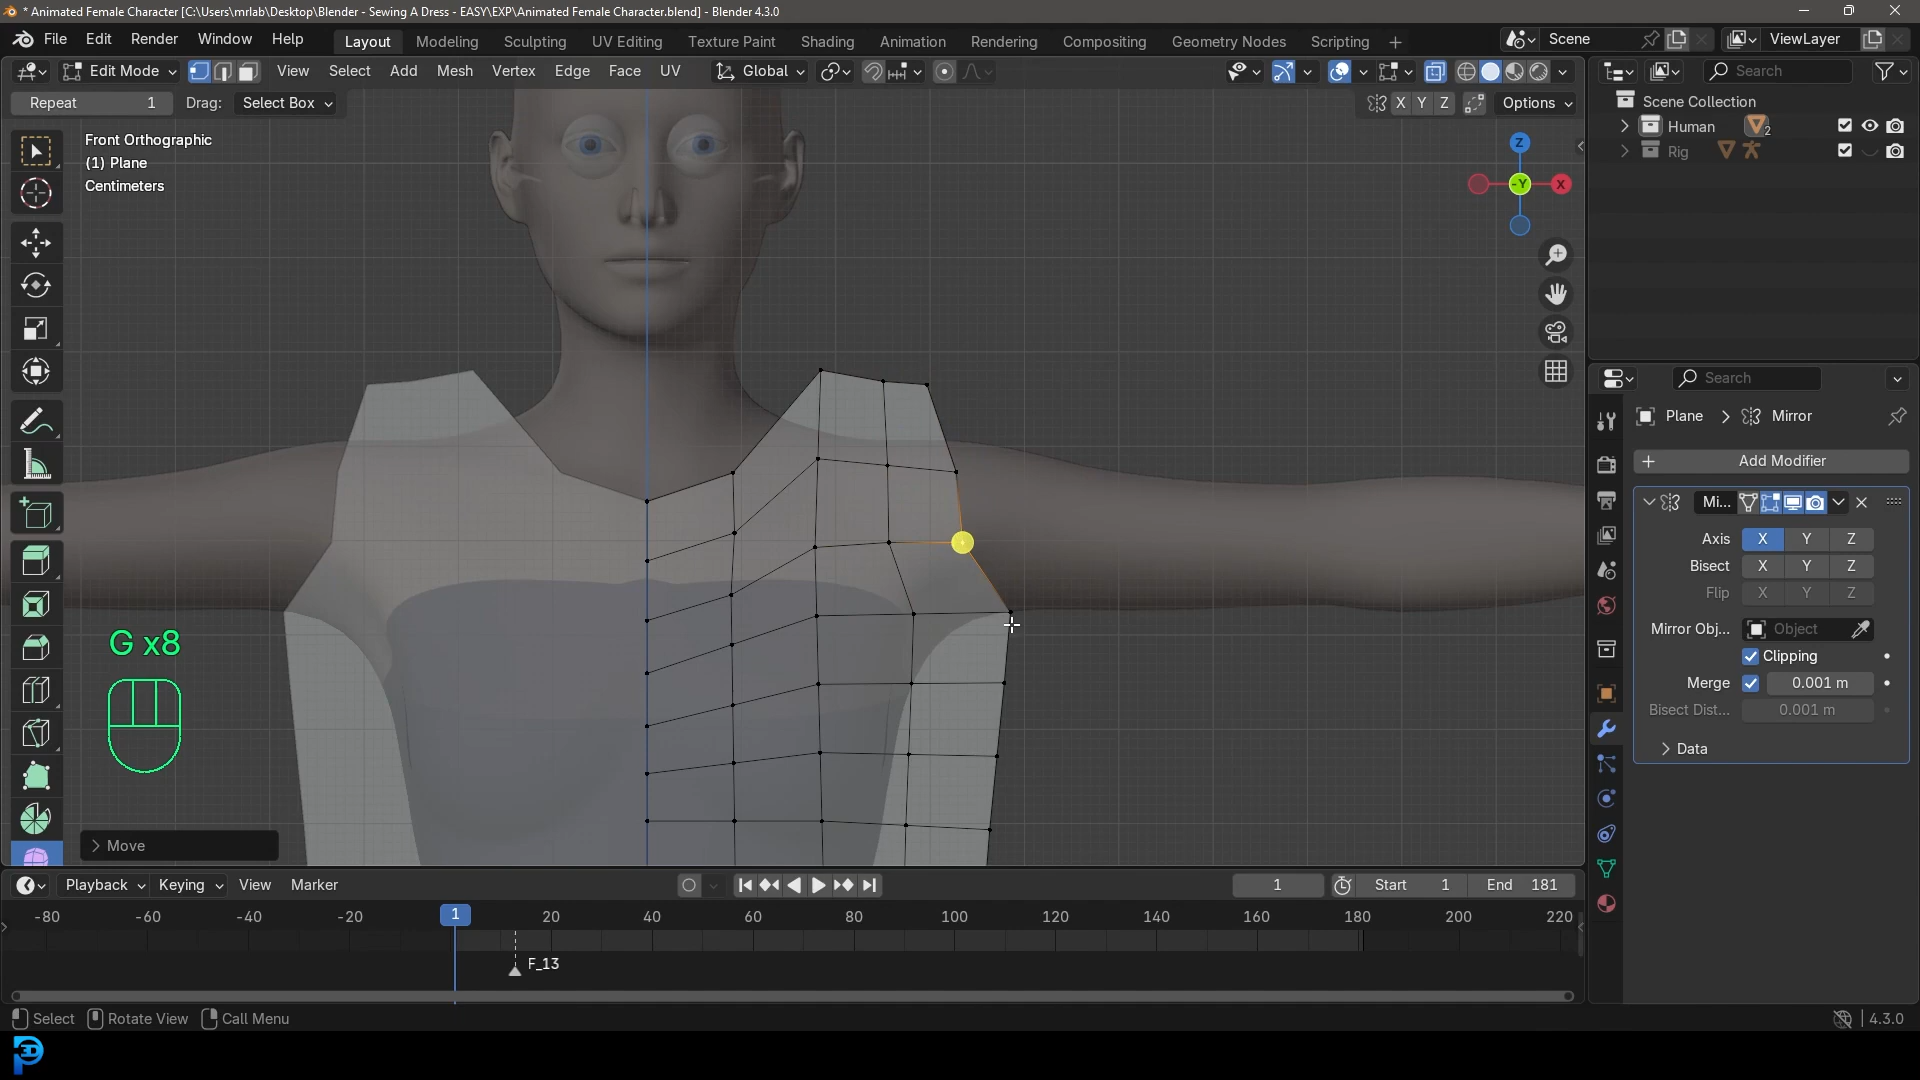 * Animated Female Character [C:\Users\mrlab\Desktop\Blender - Sewing A Dress - EASY\EXP\Animated Female Character.blend] - Blender 4.3.0
File Edit Render Window Help Layout Modeling Sculpting UV Editing Texture Paint Shading Animation Rendering Compositing Geometry Nodes Scripting + Scene ViewLayer
Edit Mode View Select Add Mesh Vertex Edge Face UV Global Search
Repeat 1 Drag: Select Box X Y Z Options
Scene Collection
Human 2
Rig
Front Orthographic
(1) Plane
Centimeters
Z
-Y
X
Search
Plane > Mirror
+ Add Modifier
Mi...
Axis X Y Z
Bisect X Y Z
Flip X Y Z
Mirror Obj... Object
Clipping
Merge 0.001 m
Bisect Dist... 0.001 m
Data
G x8
Move
Playback Keying View Marker 1 Start 1 End 181
-80 -60 -40 -20 1 20 40 60 80 100 120 140 160 180 200 220
F_13
Select Rotate View Call Menu 4.3.0